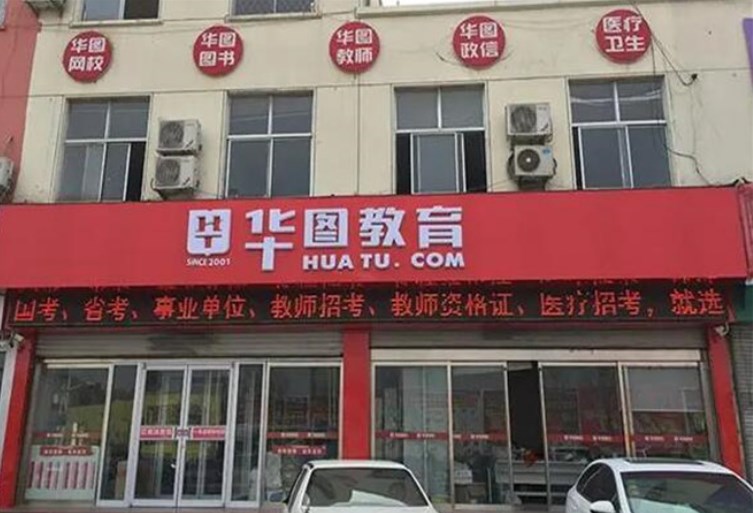 华图
网校
华图
图书
华图
教师
华图
政信
医疗
卫生
HT
SINCE 2001
华图教育
HUATU.COM
国考、省考、事业单位、教师招考、教师资格证、医疗招考，就选